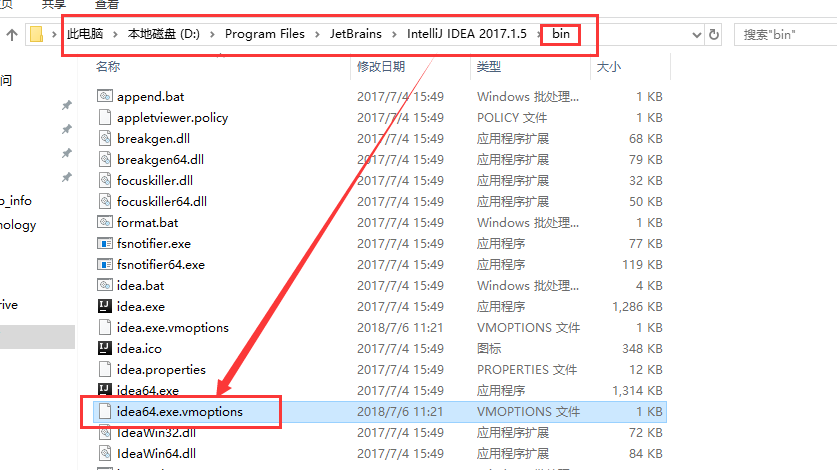 共享 查看
此电脑 › 本地磁盘 (D:) › Program Files › JetBrains › IntelliJ IDEA 2017.1.5 › bin 搜索"bin"
名称 修改日期 类型 大小
append.bat 2017/7/4 15:49 Windows 批处理... 1 KB
appletviewer.policy 2017/7/4 15:49 POLICY 文件 1 KB
breakgen.dll 2017/7/4 15:49 应用程序扩展 68 KB
breakgen64.dll 2017/7/4 15:49 应用程序扩展 79 KB
focuskiller.dll 2017/7/4 15:49 应用程序扩展 32 KB
focuskiller64.dll 2017/7/4 15:49 应用程序扩展 50 KB
format.bat 2017/7/4 15:49 Windows 批处理... 1 KB
fsnotifier.exe 2017/7/4 15:49 应用程序 77 KB
fsnotifier64.exe 2017/7/4 15:49 应用程序 119 KB
idea.bat 2017/7/4 15:49 Windows 批处理... 4 KB
idea.exe 2017/7/4 15:49 应用程序 1,286 KB
idea.exe.vmoptions 2018/7/6 11:21 VMOPTIONS 文件 1 KB
idea.ico 2017/7/4 15:49 图标 348 KB
idea.properties 2017/7/4 15:49 PROPERTIES 文件 12 KB
idea64.exe 2017/7/4 15:49 应用程序 1,314 KB
idea64.exe.vmoptions 2018/7/6 11:21 VMOPTIONS 文件 1 KB
IdeaWin32.dll 2017/7/4 15:49 应用程序扩展 72 KB
IdeaWin64.dll 2017/7/4 15:49 应用程序扩展 84 KB
问
o_info
nology
rive